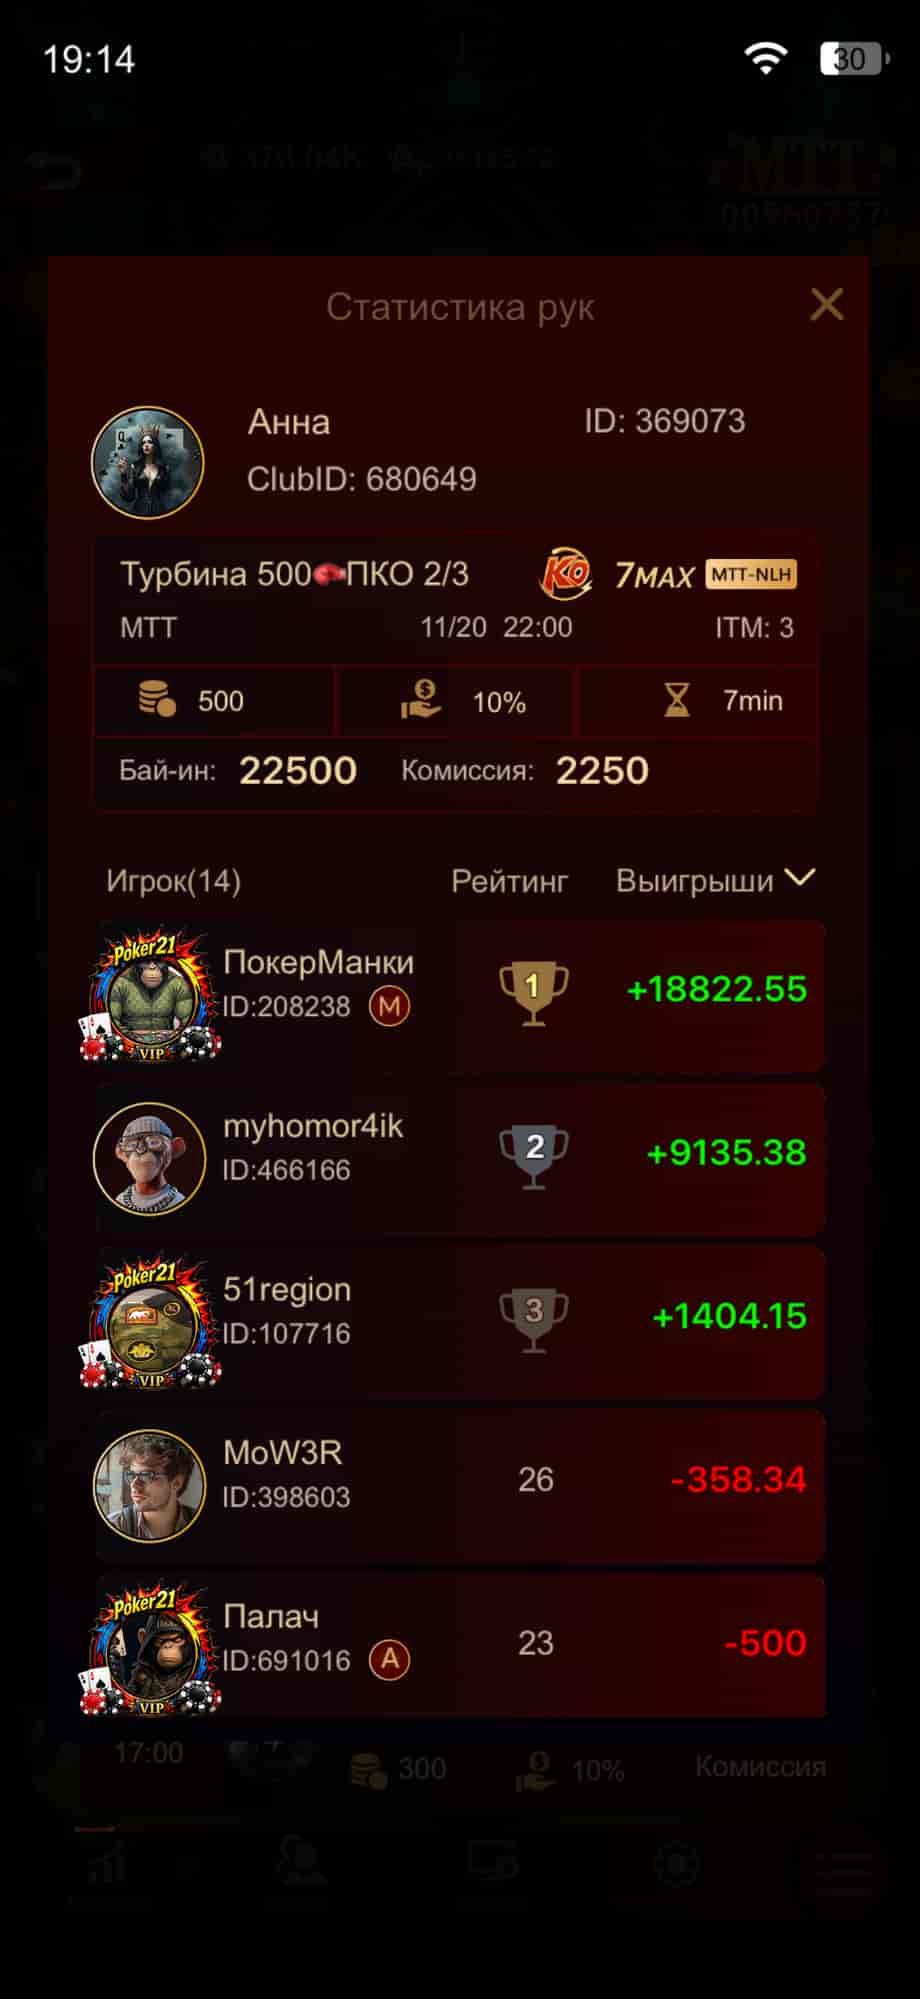 19:14
30
MTT
00960737
Статистика рук
Анна
ID: 369073
ClubID: 680649
Турбина 500🥊ПКО 2/3
KO
7MAX
MTT-NLH
MTT
11/20 22:00
ITM: 3
500
10%
7min
Бай-ин: 22500
Комиссия: 2250
Игрок(14)
Рейтинг
Выигрыши
Poker21
VIP
ПокерМанки
ID:208238
M
1
+18822.55
myhomor4ik
ID:466166
2
+9135.38
Poker21
VIP
51region
ID:107716
3
+1404.15
MoW3R
ID:398603
26
-358.34
Poker21
VIP
Палач
ID:691016
A
23
-500
17:00
300
10%
Комиссия